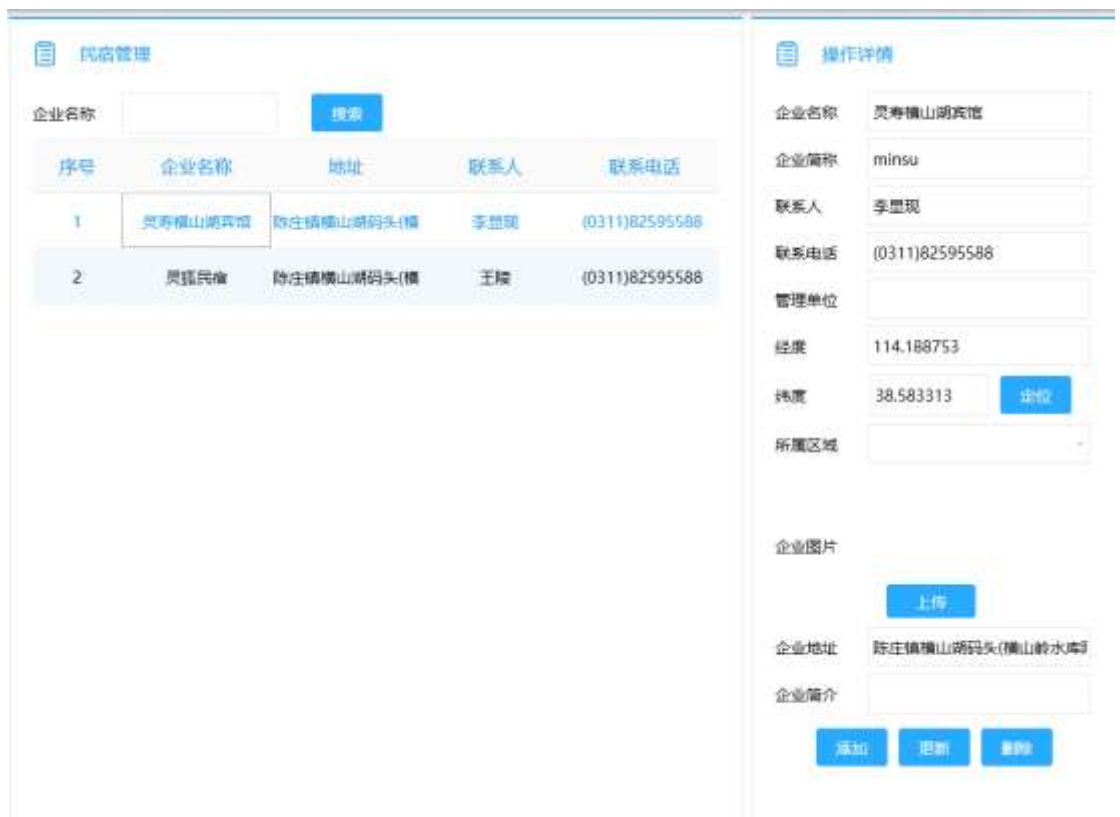 民宿管理
企业名称
搜索
序号 企业名称 地址 联系人 联系电话
1 灵寿横山湖宾馆 陈庄镇横山湖码头(横 李显现 (0311)82595588
2 灵狐民宿 陈庄镇横山湖码头(横 王陵 (0311)82595588
操作详情
企业名称 灵寿横山湖宾馆
企业简称 minsu
联系人 李显现
联系电话 (0311)82595588
管理单位
经度 114.188753
纬度 38.583313 定位
所属区域
企业图片
上传
企业地址 陈庄镇横山湖码头(横山岭水库
企业简介
添加 更新 删除